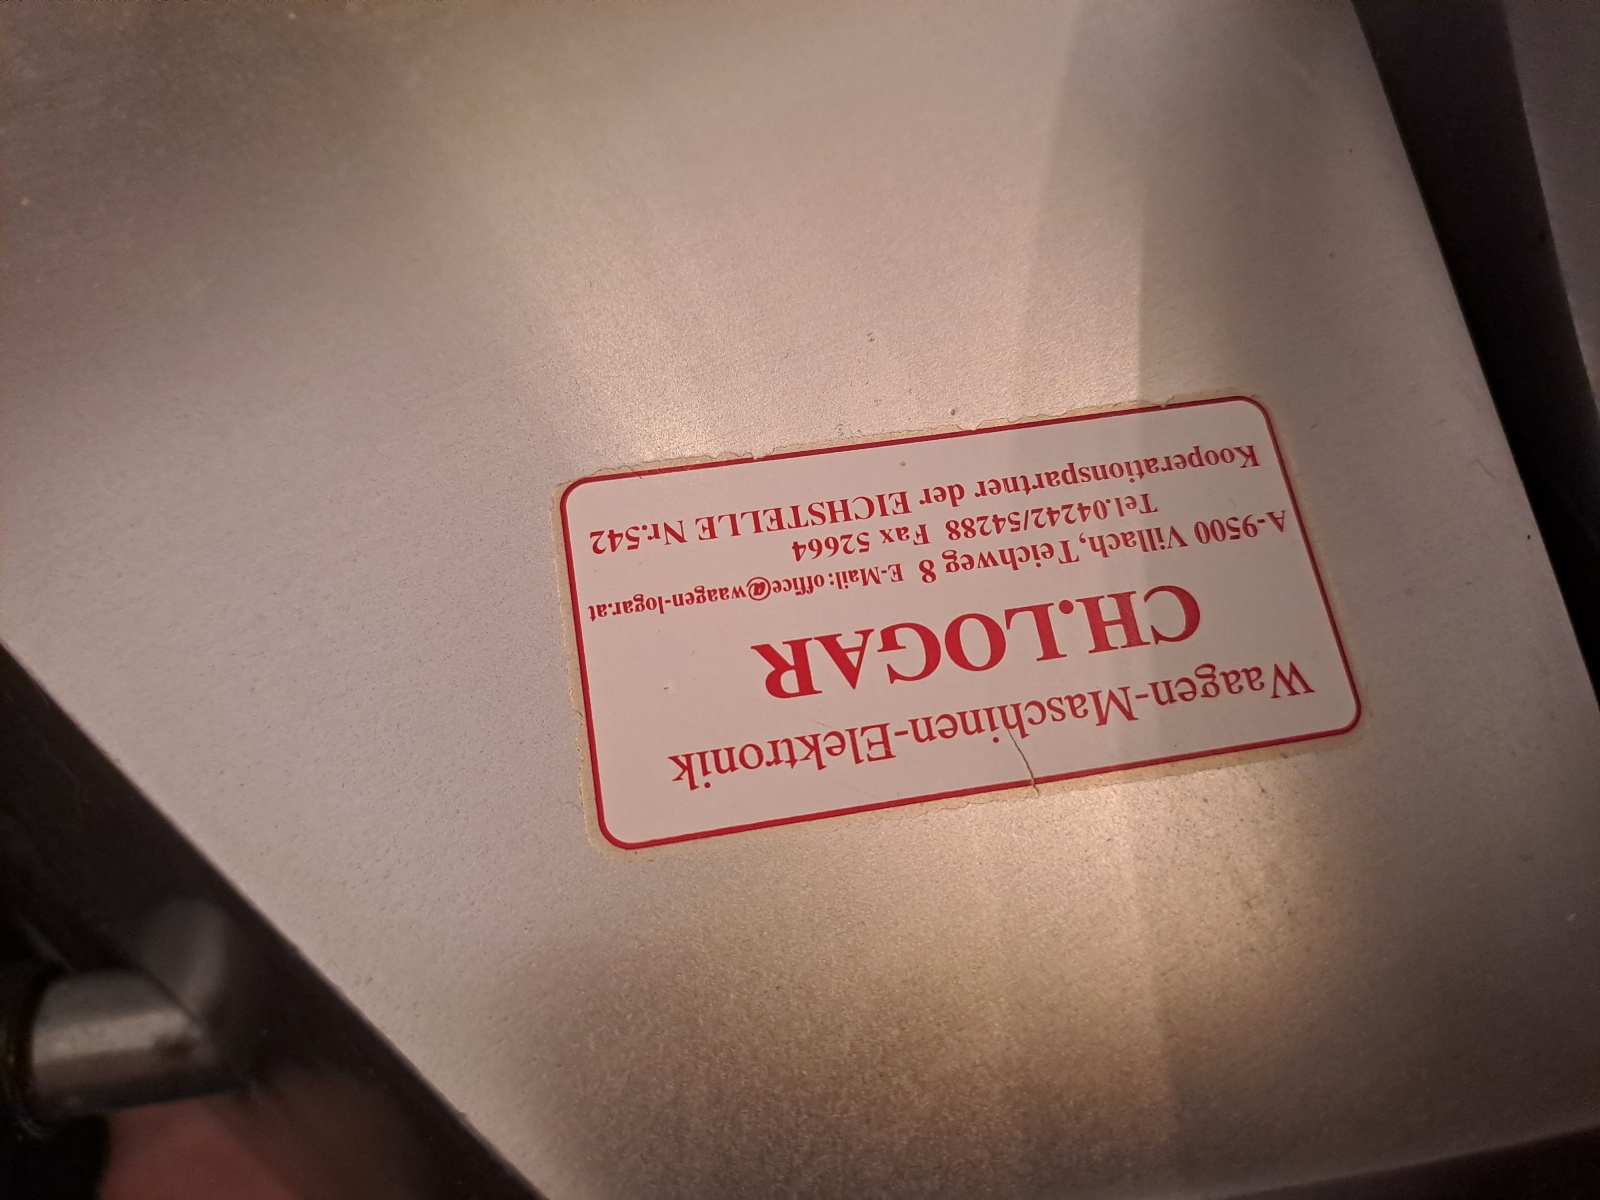 Waagen-Maschinen-Elektronik
CH.LOGAR
A-9500 Villach, Teichweg 8 E-Mail:office@waagen-logar.at
Tel.04242/54288 Fax 52664
Kooperationspartner der EICHSTELLE Nr.542